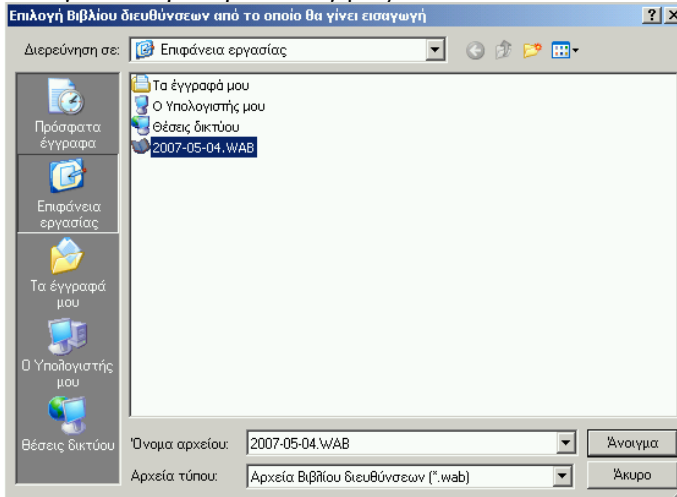 Επιλογή Βιβλίου διευθύνσεων από το οποίο θα γίνει εισαγωγή
Διερεύνηση σε:
Επιφάνεια εργασίας
Πρόσφατα
έγγραφα
Επιφάνεια
εργασίας
Τα έγγραφά
μου
Ο Υπολογιστής
μου
Θέσεις δικτύου
Τα έγγραφά μου
Ο Υπολογιστής μου
Θέσεις δικτύου
2007-05-04.WAB
Όνομα αρχείου:
2007-05-04.WAB
Άνοιγμα
Αρχεία τύπου:
Αρχεία Βιβλίου διευθύνσεων (*.wab)
Άκυρο